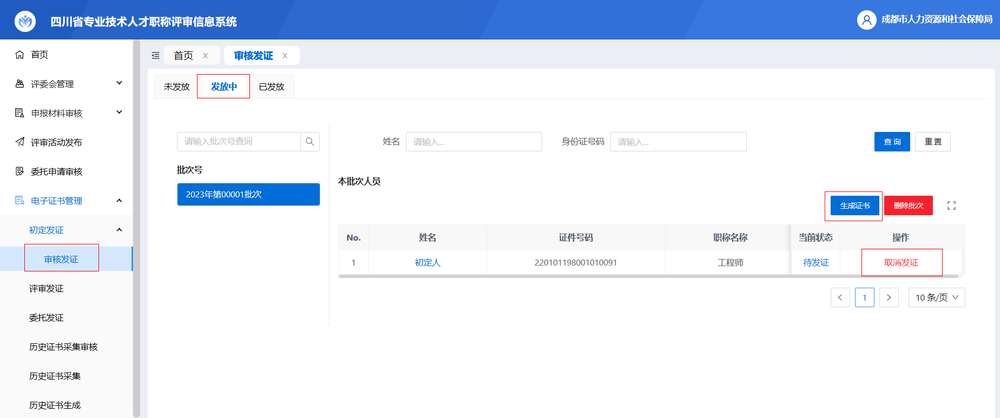 四川省专业技术人才职称评审信息系统
成都市人力资源和社会保障局
首页
评委会管理
申报材料审核
评审活动发布
委托申请审核
电子证书管理
初定发证
审核发证
评审发证
委托发证
历史证书采集审核
历史证书采集
历史证书生成
首页 x 审核发证 x
未发放 发放中 已发放
请输入批次号查询
批次号
2023年第00001批次
姓名 请输入... 身份证号码 请输入... 查询 重置
本批次人员
生成证书 删除批次
No. 姓名 证件号码 职称名称 当前状态 操作
1 初定人 220101198001010091 工程师 待发证 取消发证
< 1 > 10 条/页